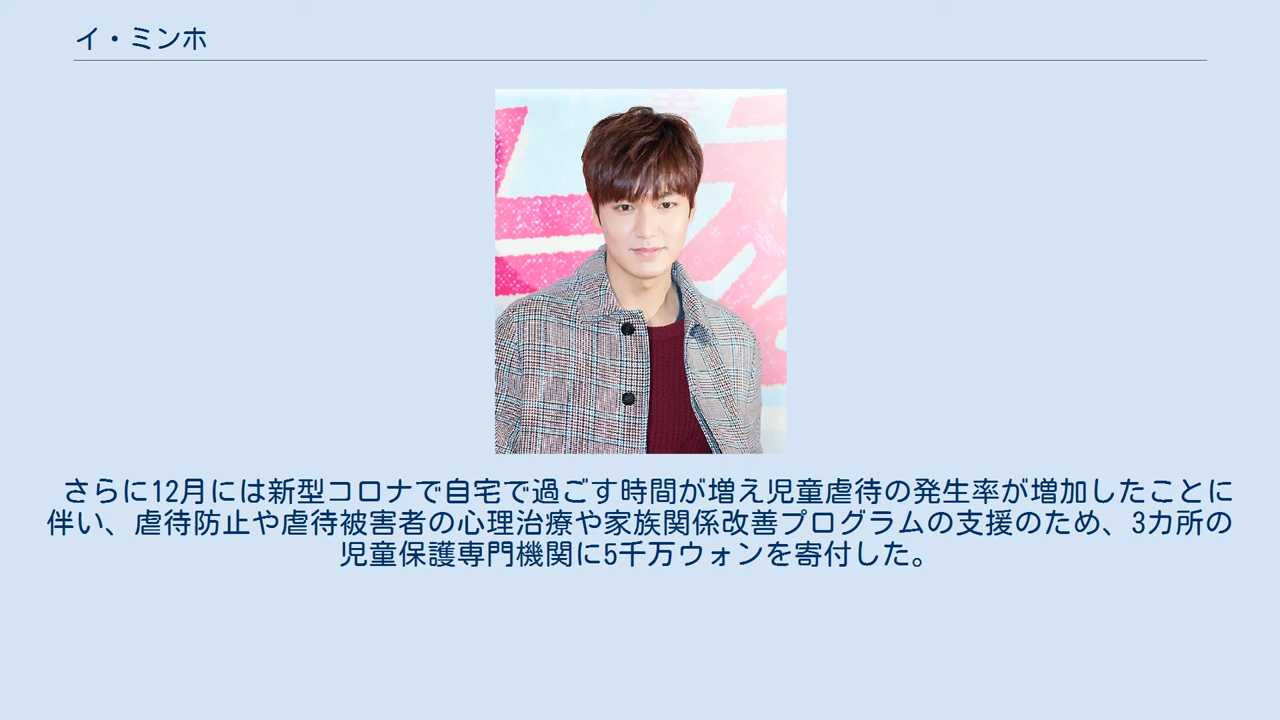 イ・ミンホ
さらに12月には新型コロナで自宅で過ごす時間が増え児童虐待の発生率が増加したことに
伴い、虐待防止や虐待被害者の心理治療や家族関係改善プログラムの支援のため、3カ所の
児童保護専門機関に5千万ウォンを寄付した。